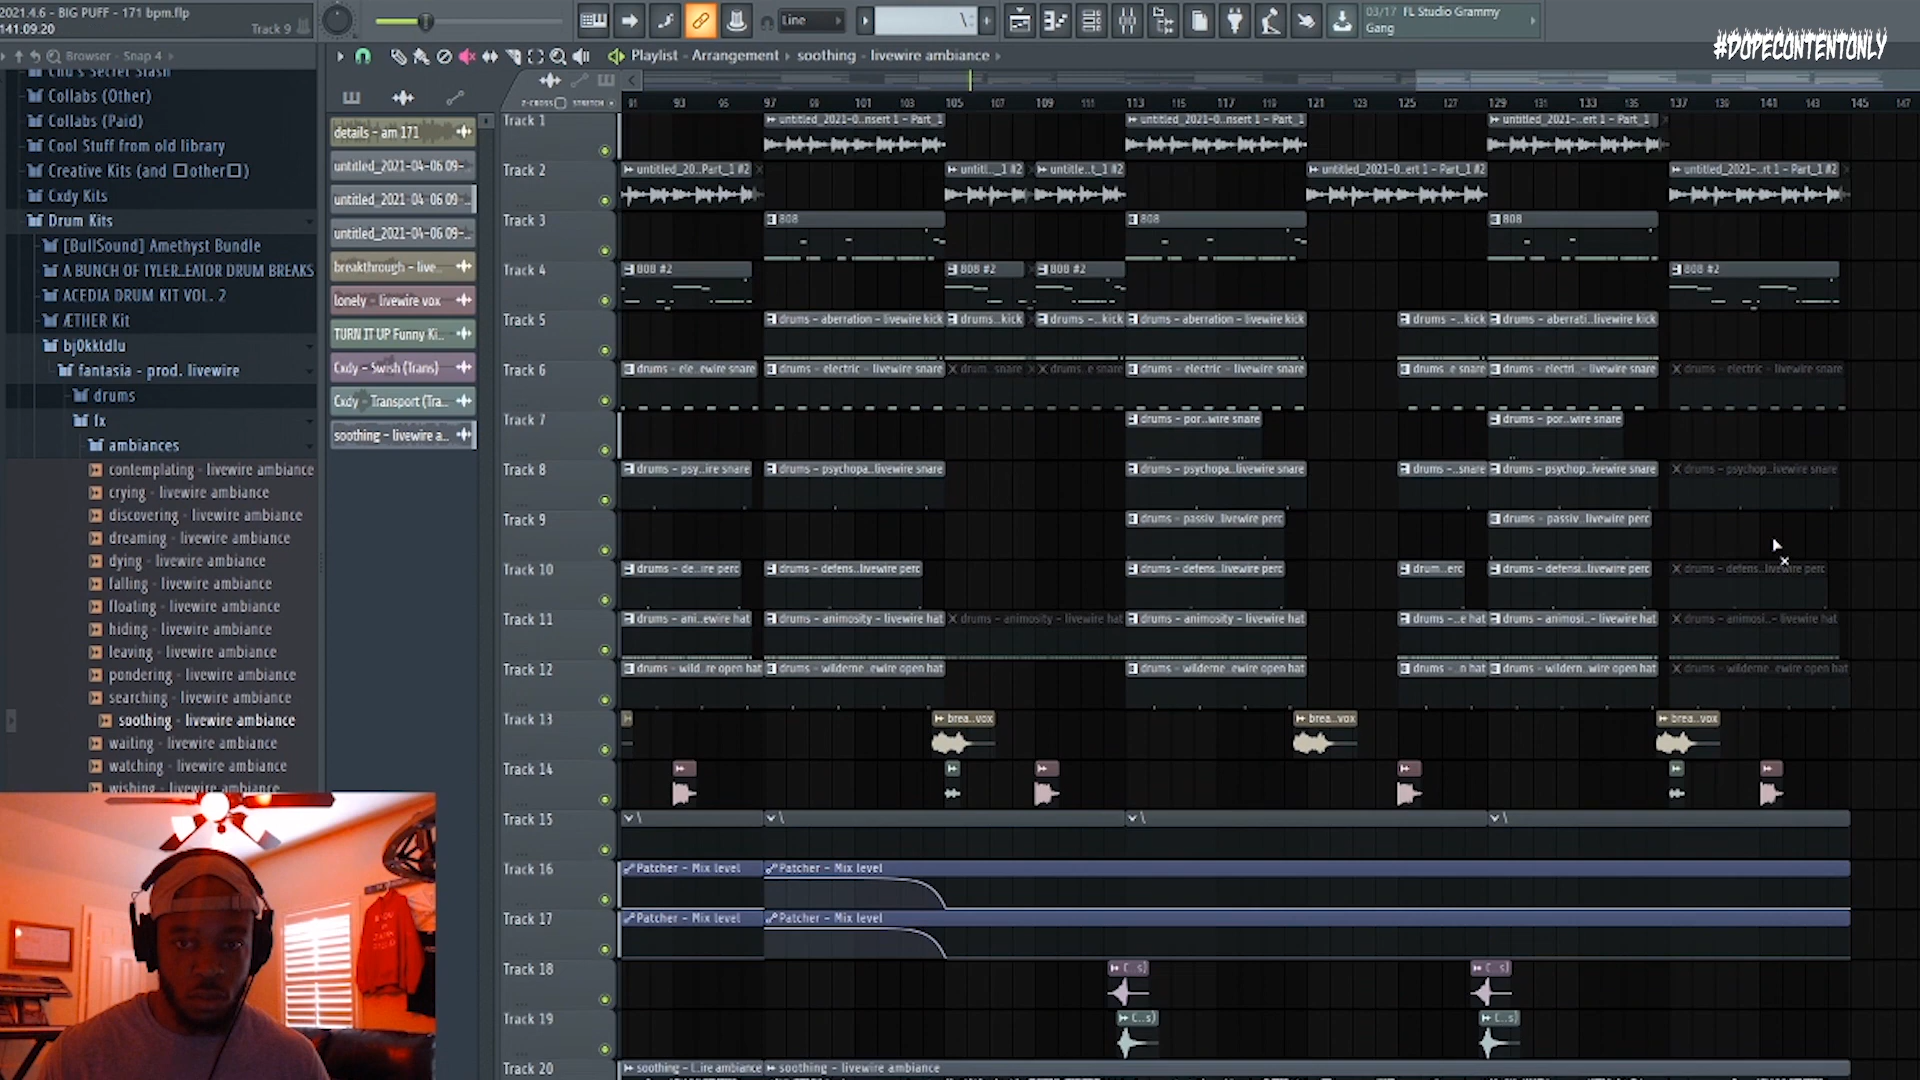 2021.4.6 - BIG PUFF - 171 bpm.flp
141.09.20
Track 9
Line
03/17 FL Studio Grammy
Gang
#DOPECONTENTONLY
Browser - Snap 4
Playlist - Arrangement
soothing - livewire ambiance
Z-CROSS STRETCH
91 93 95 97 99 101 103 105 107 109 111 113 115 117 119 121 123 125 127 129 131 133 135 137 139 141 143 145 147
Collabs (Other)
Collabs (Paid)
Cool Stuff from old library
Creative Kits (and □other□)
Cxdy Kits
Drum Kits
[BullSound] Amethyst Bundle
A BUNCH OF TYLER..EATOR DRUM BREAKS
ACEDIA DRUM KIT VOL. 2
ÆTHER Kit
bj0kktdlu
fantasia - prod. livewire
drums
fx
ambiances
contemplating - livewire ambiance
crying - livewire ambiance
discovering - livewire ambiance
dreaming - livewire ambiance
dying - livewire ambiance
falling - livewire ambiance
floating - livewire ambiance
hiding - livewire ambiance
leaving - livewire ambiance
pondering - livewire ambiance
searching - livewire ambiance
soothing - livewire ambiance
waiting - livewire ambiance
watching - livewire ambiance
wishing - livewire ambiance
details - am 171
untitled_2021-04-06 09-
untitled_2021-04-06 09-..
untitled_2021-04-06 09-..
breakthrough - live..
lonely - livewire vox
TURN IT UP Funny Ki..
Cxdy - Swish (Trans)
Cxdy - Transport (Tra..
soothing - livewire a..
Track 1
untitled_2021-0..nsert 1 - Part_1
untitled_2021-0..nsert 1 - Part_1
untitled_2021-..ert 1 - Part_1
Track 2
untitled_20..Part_1 #2
untitl.._1 #2
untitle..t_1 #2
untitled_2021-0..ert 1 - Part_1 #2
untitled_2021-..rt 1 - Part_1 #2
Track 3
808
808
808
Track 4
808 #2
808 #2
808 #2
808 #2
Track 5
drums - aberration - livewire kick
drums..kick
drums -..kick
drums - aberration - livewire kick
drums -..kick
drums - aberrati..livewire kick
Track 6
drums - ele..ewire snare
drums - electric - livewire snare
drum..snare
drums..e snare
drums - electric - livewire snare
drums..e snare
drums - electri.. - livewire snare
drums - electric - livewire snare
Track 7
drums - por..wire snare
drums - por..wire snare
Track 8
drums - psy..ire snare
drums - psychopa..livewire snare
drums - psychopa..livewire snare
drums -..snare
drums - psychop..livewire snare
drums - psychop..ivewire snare
Track 9
drums - passiv..livewire perc
drums - passiv..livewire perc
Track 10
drums - de..ire perc
drums - defens..livewire perc
drums - defens..livewire perc
drum..erc
drums - defensi..livewire perc
drums - defens..livewire perc
Track 11
drums - ani..ewire hat
drums - animosity - livewire hat
drums - animosity - livewire hat
drums - animosity - livewire hat
drums -..e hat
drums - animosi..- livewire hat
drums - animosi..- livewire hat
Track 12
drums - wild..re open hat
drums - wilderne..ewire open hat
drums - wilderne..ewire open hat
drums -..n hat
drums - wildern..wire open hat
drums - wilderne..ewire open hat
Track 13
brea..vox
brea..vox
brea..vox
Track 14
Track 15
Track 16
Patcher - Mix level
Patcher - Mix level
Track 17
Patcher - Mix level
Patcher - Mix level
Track 18
(..s)
(..s)
Track 19
(..s)
(..s)
Track 20
soothing - l..ire ambiance
soothing - livewire ambiance